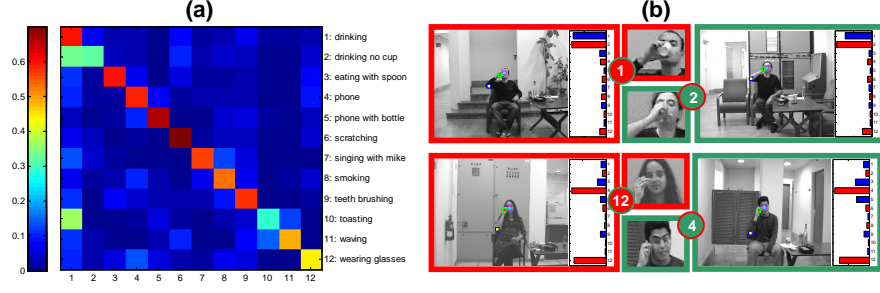 (a)
(b)
0.6
0.5
0.4
0.3
0.2
0.1
0
1: drinking
2: drinking no cup
3: eating with spoon
4: phone
5: phone with bottle
6: scratching
7: singing with mike
8: smoking
9: teeth brushing
10: toasting
11: waving
12: wearing glasses
1 2 3 4 5 6 7 8 9 10 11 12
1
2
12
4